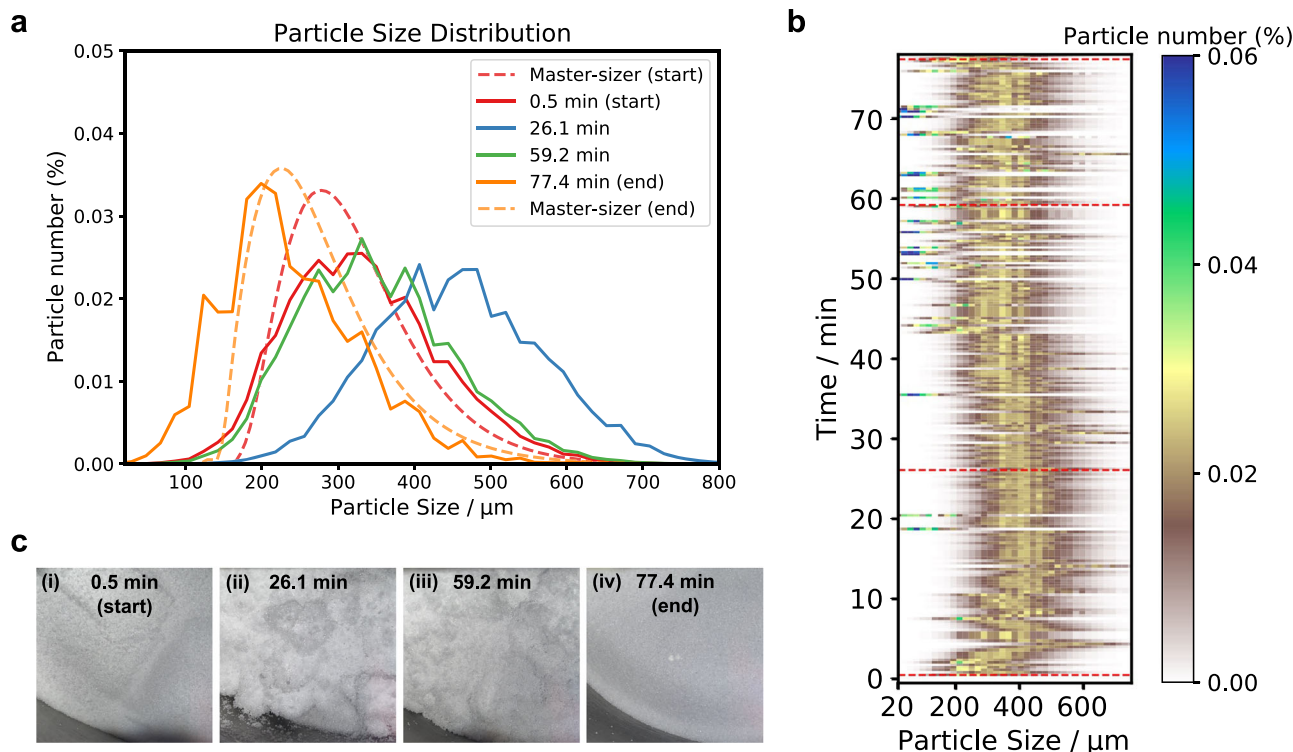 a
Particle Size Distribution
0.05
0.04
0.03
0.02
0.01
0.00
Particle number (%)
Master-sizer (start)
0.5 min (start)
26.1 min
59.2 min
77.4 min (end)
Master-sizer (end)
100 200 300 400 500 600 700 800
Particle Size / μm
b
Particle number (%)
70
60
50
40
30
20
10
0
Time / min
20 200 400 600
Particle Size / μm
0.06
0.04
0.02
0.00
c
(i) 0.5 min
(start)
(ii) 26.1 min
(iii) 59.2 min
(iv) 77.4 min
(end)